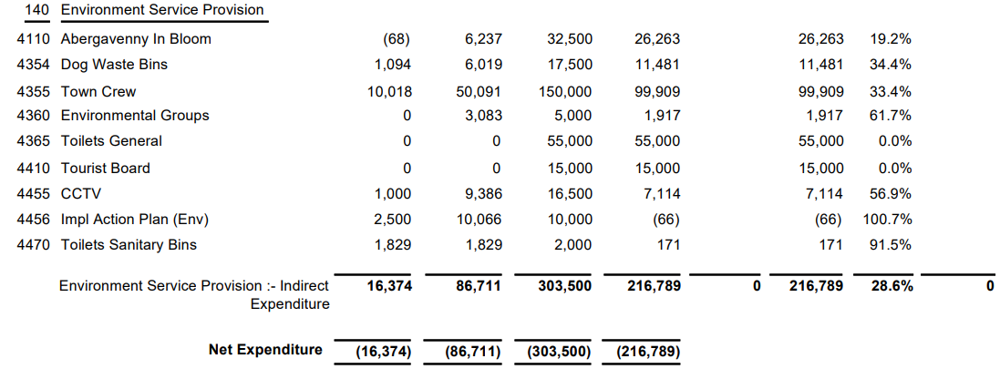 140 Environment Service Provision
4110 Abergavenny In Bloom (68) 6,237 32,500 26,263 26,263 19.2%
4354 Dog Waste Bins 1,094 6,019 17,500 11,481 11,481 34.4%
4355 Town Crew 10,018 50,091 150,000 99,909 99,909 33.4%
4360 Environmental Groups 0 3,083 5,000 1,917 1,917 61.7%
4365 Toilets General 0 0 55,000 55,000 55,000 0.0%
4410 Tourist Board 0 0 15,000 15,000 15,000 0.0%
4455 CCTV 1,000 9,386 16,500 7,114 7,114 56.9%
4456 Impl Action Plan (Env) 2,500 10,066 10,000 (66) (66) 100.7%
4470 Toilets Sanitary Bins 1,829 1,829 2,000 171 171 91.5%
Environment Service Provision :- Indirect 16,374 86,711 303,500 216,789 0 216,789 28.6% 0
Expenditure
Net Expenditure (16,374) (86,711) (303,500) (216,789)